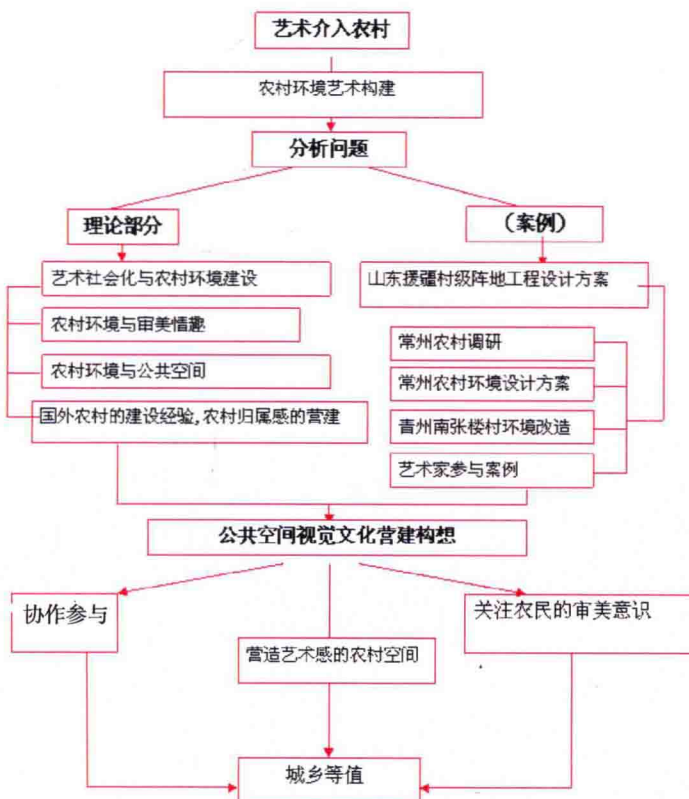 艺术介入农村
农村环境艺术构建
分析问题
理论部分
（案例）
艺术社会化与农村环境建设
农村环境与审美情趣
农村环境与公共空间
国外农村的建设经验,农村归属感的营建
山东援疆村级阵地工程设计方案
常州农村调研
常州农村环境设计方案
青州南张楼村环境改造
艺术家参与案例
公共空间视觉文化营建构想
协作参与
营造艺术感的农村空间
关注农民的审美意识
城乡等值